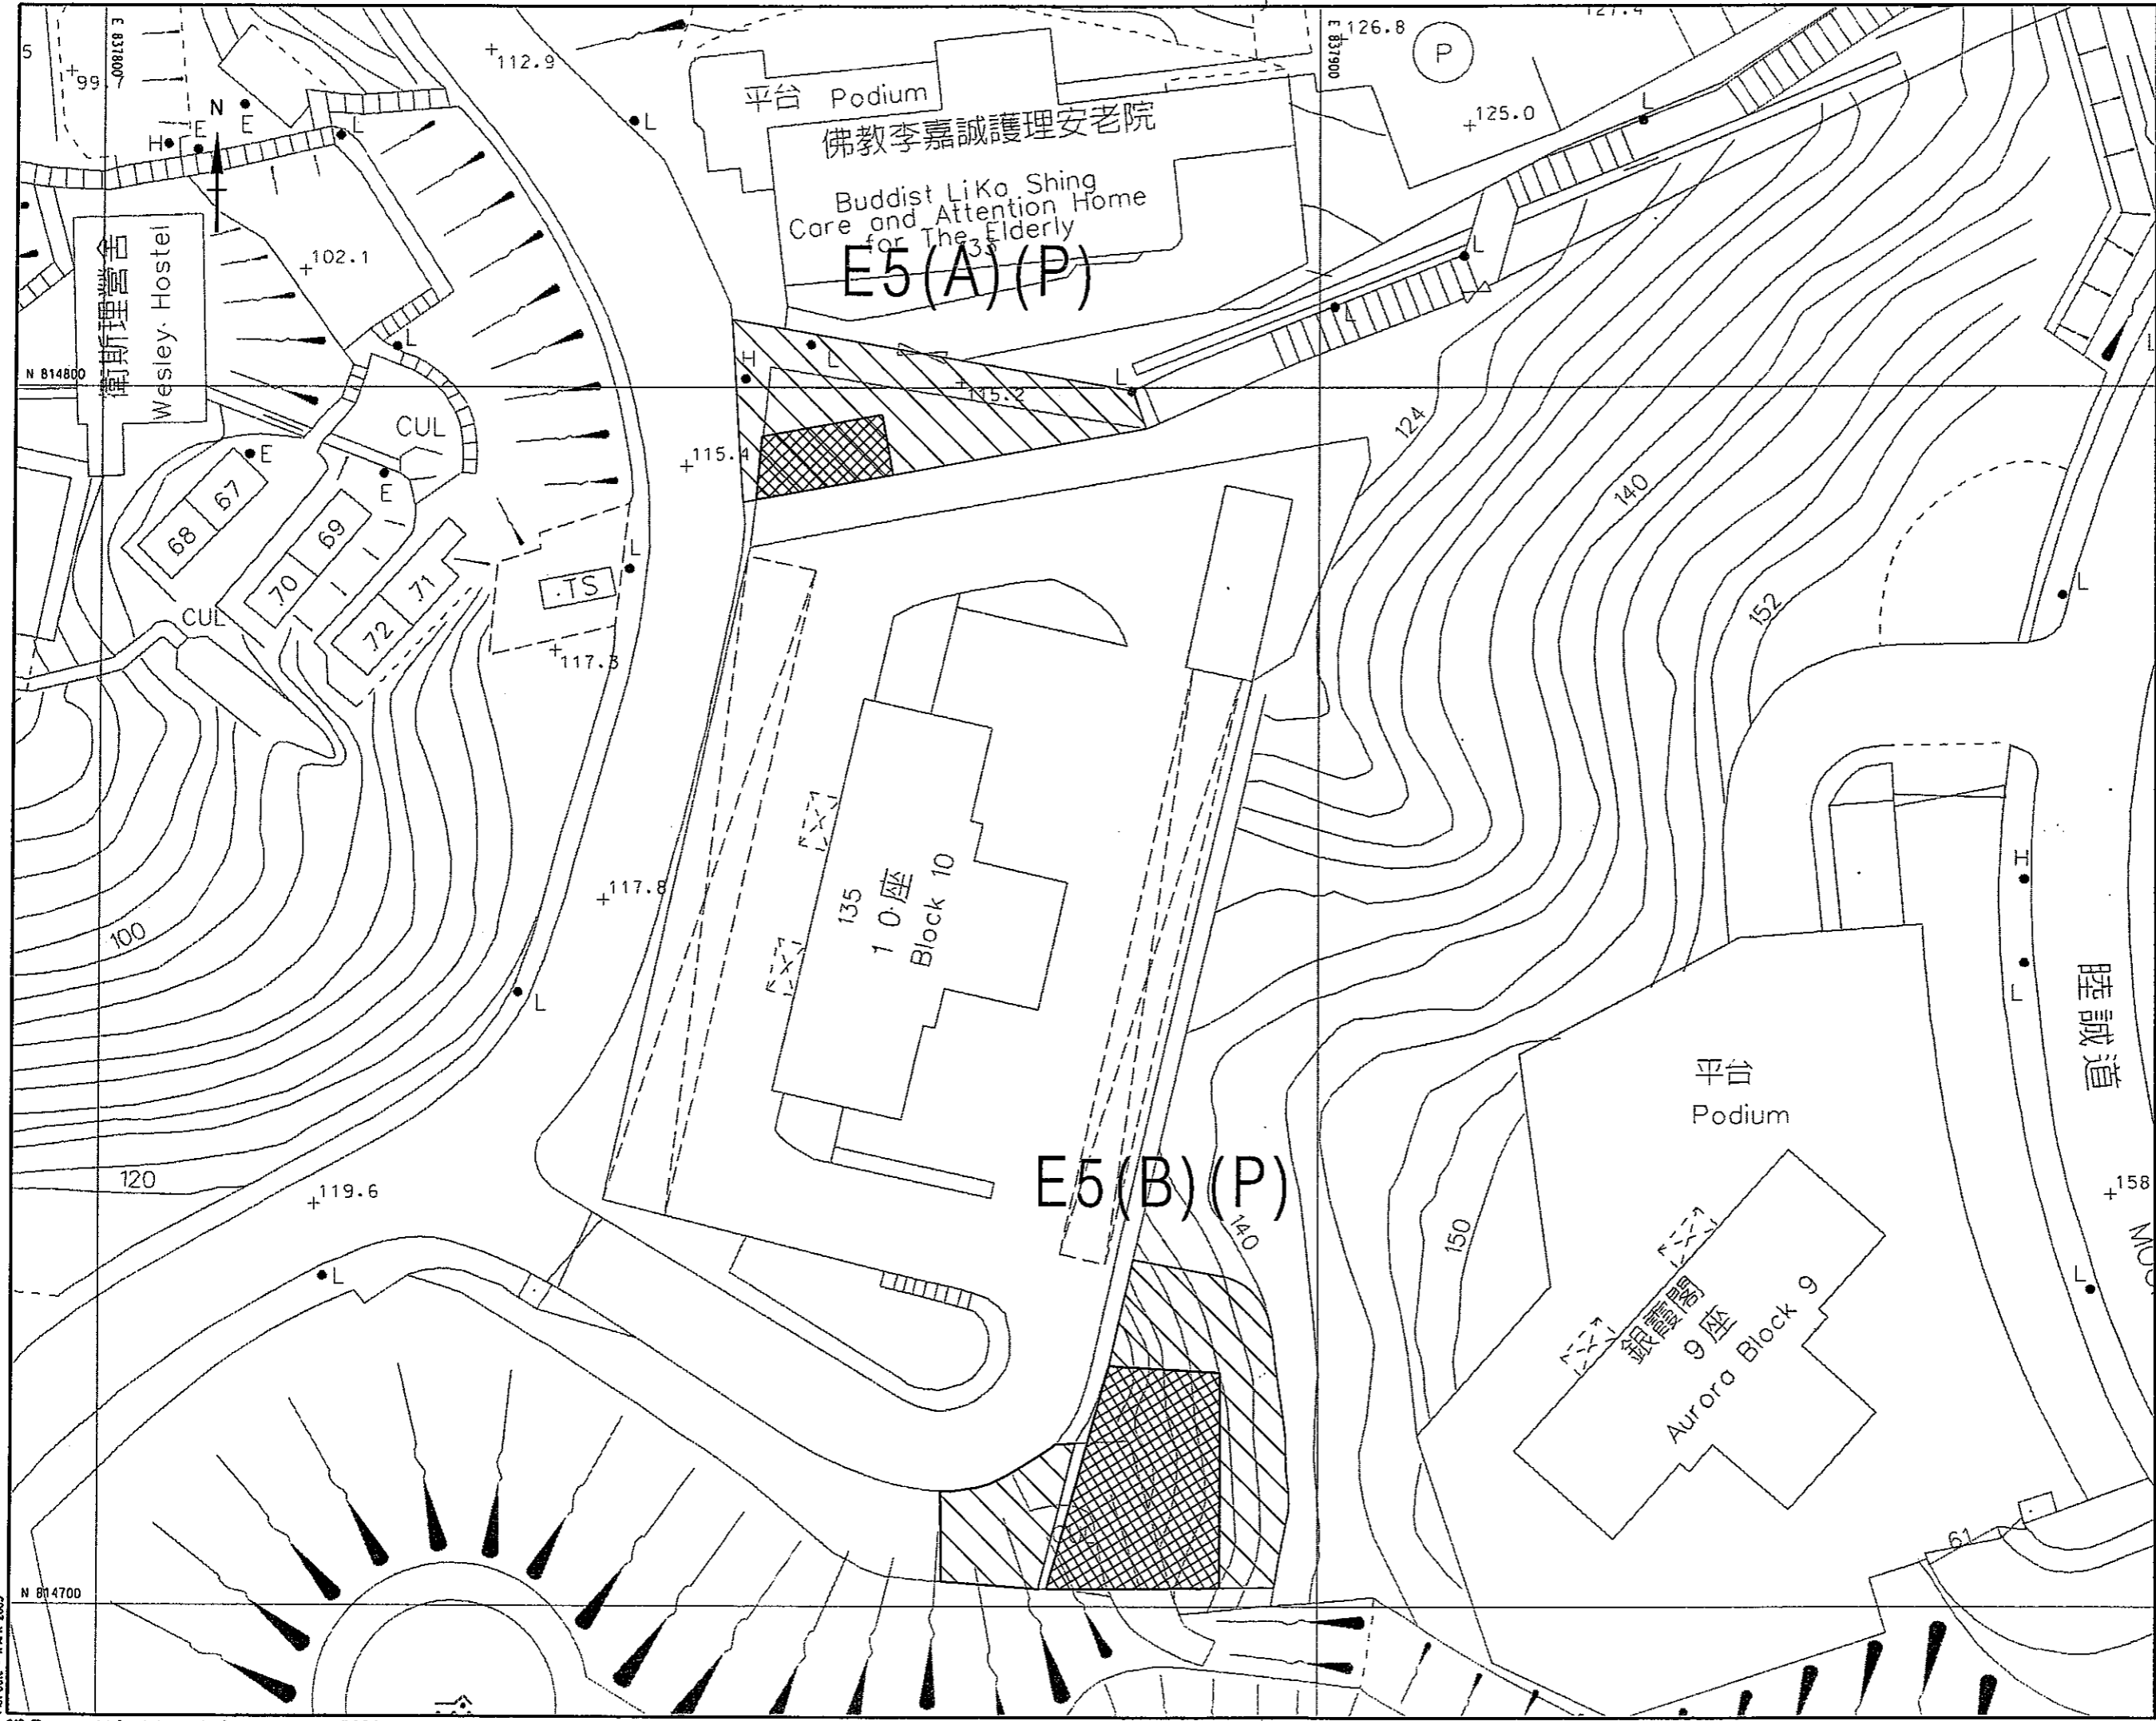 5
E 837800
99.7
112.9
N
H
E
E
L
L
平台 Podium
佛教李嘉誠護理安老院
Buddist Li Ka Shing
Care and Attention Home
for The Elderly
E5(A)(P)
E 837900
126.8
P
125.0
L
L
L
L
衞斯理營舍
Wesley Hostel
102.1
L
N 814800
CUL
E
E
67
68
69
70
71
72
CUL
TS
L
117.3
H
L
115.2
115.4
124
140
152
L
117.8
135
10座
Block 10
100
L
120
119.6
L
E5(B)(P)
140
150
平台
Podium
H
L
睦誠道
158
L
銀霞閣
9座
Aurora Block 9
61
N 814700